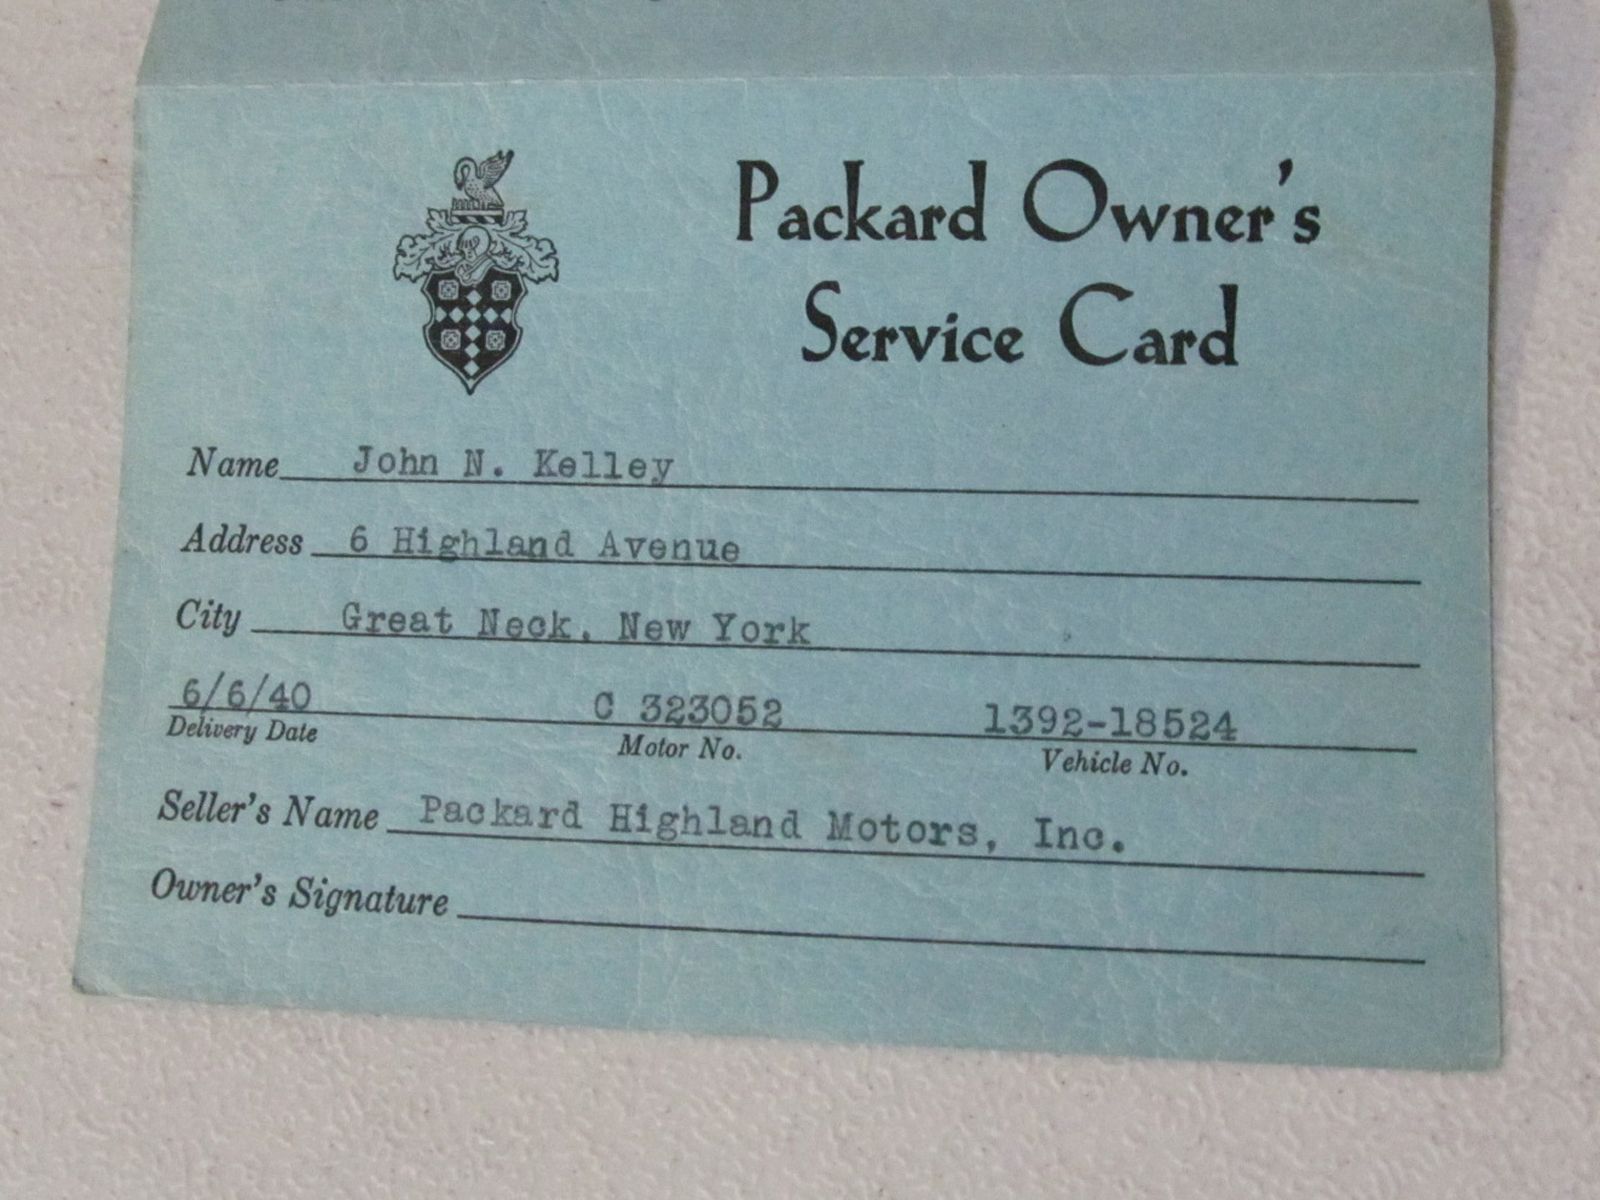 Packard Owner's
Service Card
Name John N. Kelley
Address 6 Highland Avenue
City Great Neck, New York
6/6/40 C 323052 1392-18524
Delivery Date Motor No. Vehicle No.
Seller's Name Packard Highland Motors, Inc.
Owner's Signature